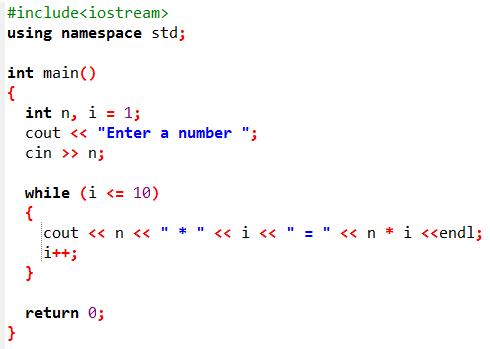 #include<iostream>
using namespace std;
int main()
{
int n, i = 1;
cout << "Enter a number ";
cin >> n;
while (i <= 10)
{
cout << n << " * " << i << " = " << n * i <<endl;
i++;
}
return 0;
}